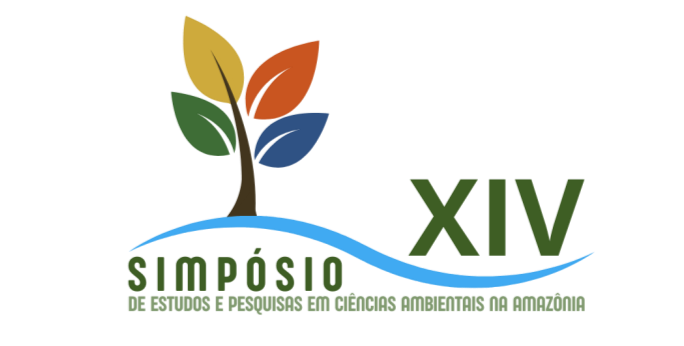 XIV
SIMPÓSIO
DE ESTUDOS E PESQUISAS EM CIÊNCIAS AMBIENTAIS NA AMAZÔNIA